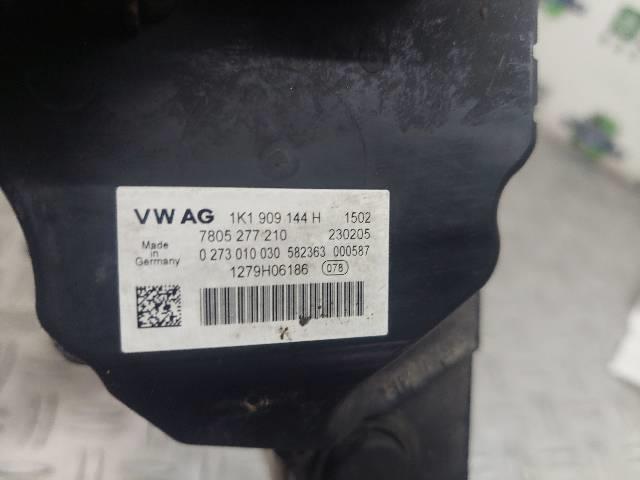 VW AG 1K1 909 144 H 1502
7805 277 210 230205
Made in Germany 0 273 010 030 582363 000587
1279H06186 078